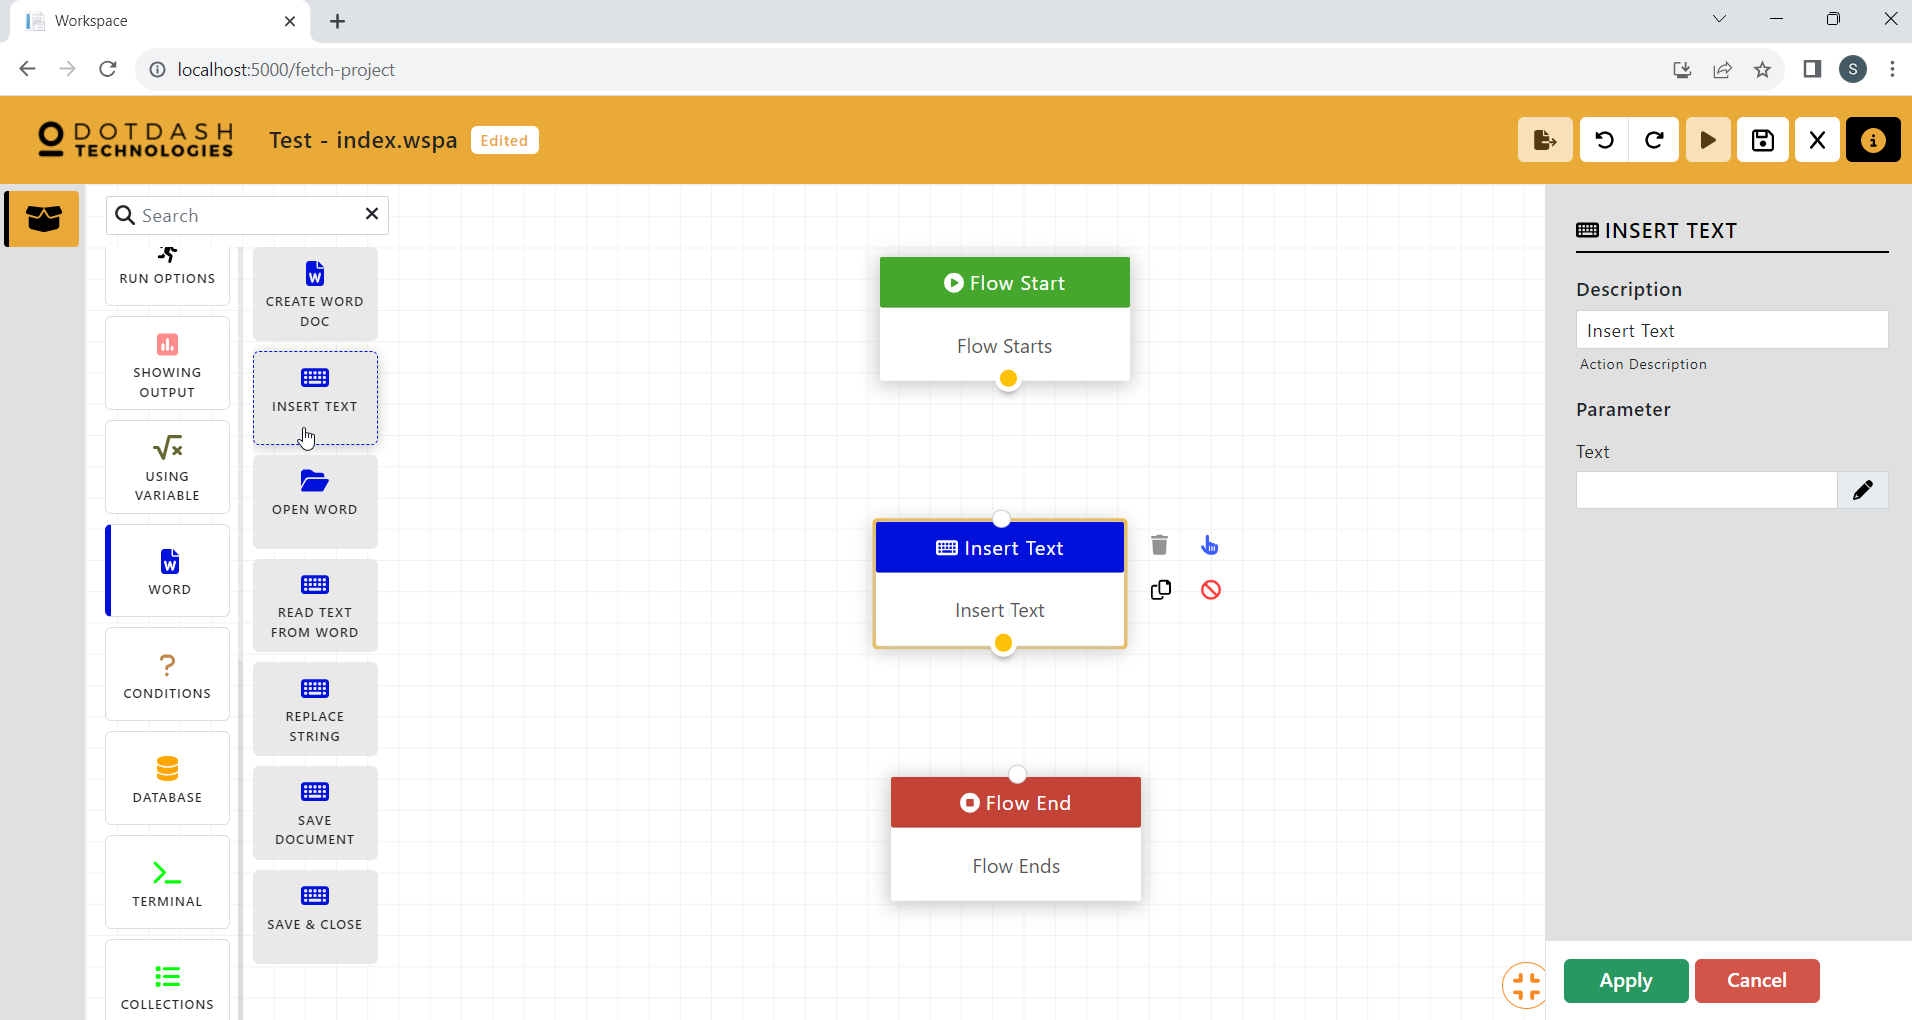 Workspace
localhost:5000/fetch-project
S
DOTDASH
TECHNOLOGIES
Test - index.wspa
Edited
Search
RUN OPTIONS
SHOWING
OUTPUT
USING
VARIABLE
WORD
CONDITIONS
DATABASE
TERMINAL
COLLECTIONS
CREATE WORD
DOC
INSERT TEXT
OPEN WORD
READ TEXT
FROM WORD
REPLACE
STRING
SAVE
DOCUMENT
SAVE & CLOSE
Flow Start
Flow Starts
Insert Text
Insert Text
Flow End
Flow Ends
INSERT TEXT
Description
Insert Text
Action Description
Parameter
Text
Apply
Cancel